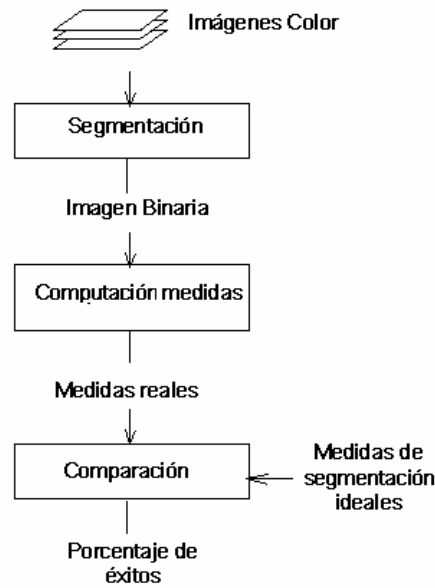 Imágenes Color
Segmentación
Imagen Binaria
Computación medidas
Medidas reales
Comparación
Medidas de
segmentación
ideales
Porcentaje de
éxitos